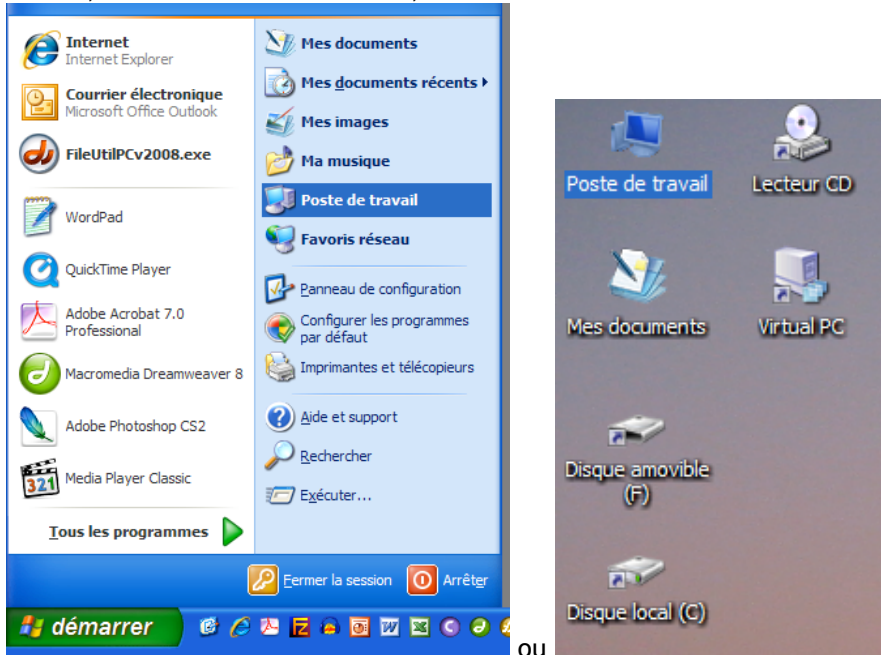 Internet
Internet Explorer
Courrier électronique
Microsoft Office Outlook
FileUtilPCv2008.exe
WordPad
QuickTime Player
Adobe Acrobat 7.0
Professional
Macromedia Dreamweaver 8
Adobe Photoshop CS2
Media Player Classic
Tous les programmes
Mes documents
Mes documents récents
Mes images
Ma musique
Poste de travail
Favoris réseau
Panneau de configuration
Configurer les programmes
par défaut
Imprimantes et télécopieurs
Aide et support
Rechercher
Exécuter...
Fermer la session
Arrêter
démarrer
ou
Poste de travail
Lecteur CD
Mes documents
Virtual PC
Disque amovible
(F)
Disque local (C)